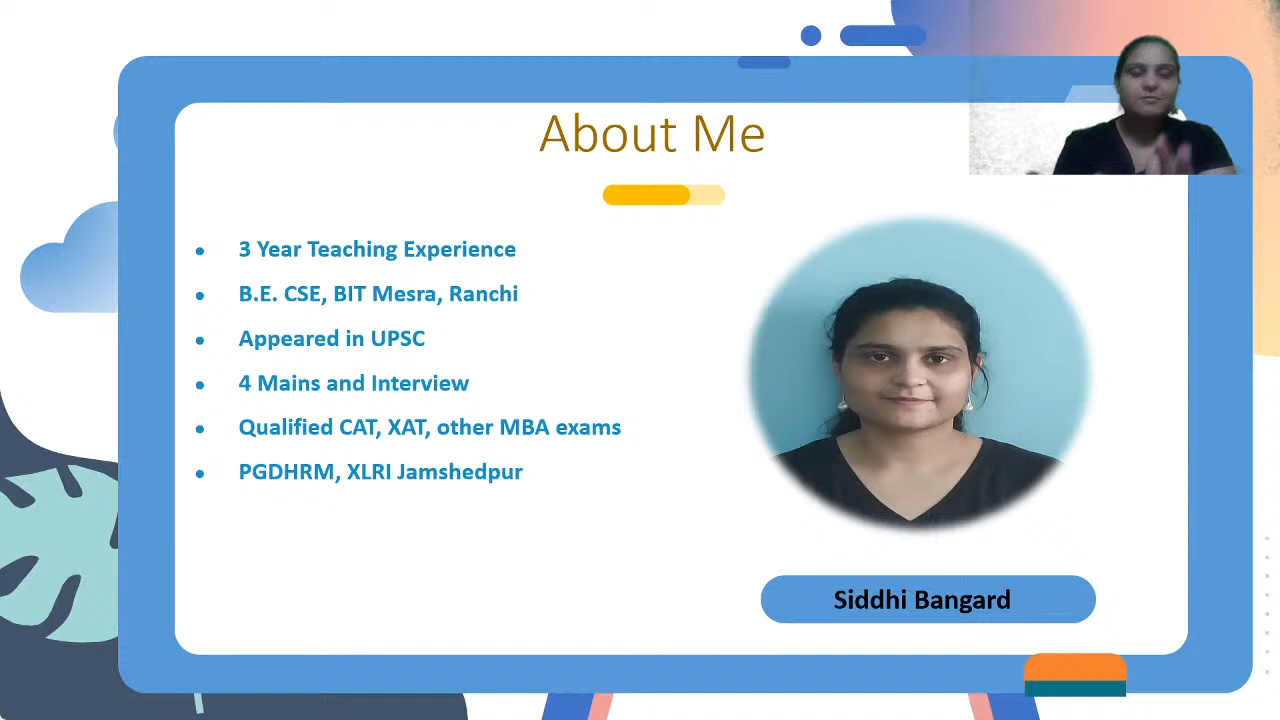 About Me
3 Year Teaching Experience
B.E. CSE, BIT Mesra, Ranchi
Appeared in UPSC
4 Mains and Interview
Qualified CAT, XAT, other MBA exams
PGDHRM, XLRI Jamshedpur
Siddhi Bangard